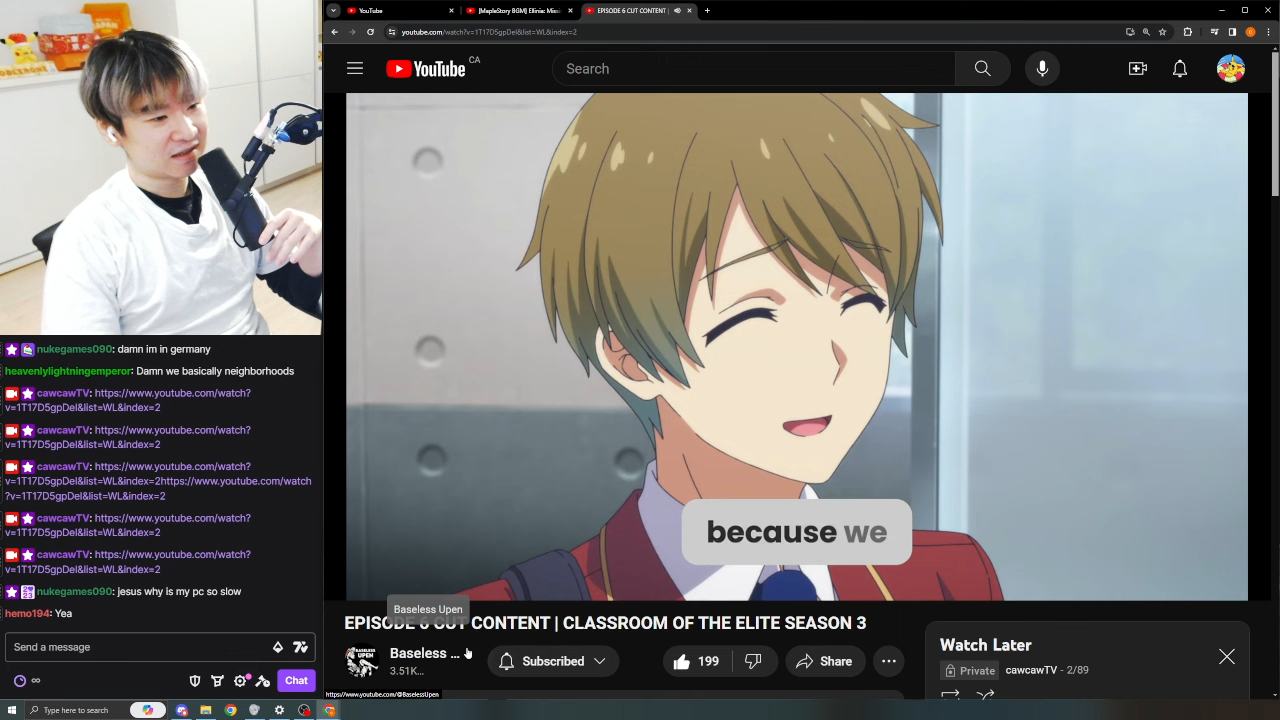 YouTube
[MapleStory BGM] Ellinia: Missi
EPISODE 6 CUT CONTENT |
youtube.com/watch?v=1T17D5gpDeI&list=WL&index=2
YouTube CA
Search
because we
nukegames090: damn im in germany
heavenlylightningemperor: Damn we basically neighborhoods
cawcawTV: https://www.youtube.com/watch?
v=1T17D5gpDeI&list=WL&index=2
cawcawTV: https://www.youtube.com/watch?
v=1T17D5gpDeI&list=WL&index=2
cawcawTV: https://www.youtube.com/watch?
v=1T17D5gpDeI&list=WL&index=2https://www.youtube.com/watch
?v=1T17D5gpDeI&list=WL&index=2
cawcawTV: https://www.youtube.com/watch?
v=1T17D5gpDeI&list=WL&index=2
cawcawTV: https://www.youtube.com/watch?
v=1T17D5gpDeI&list=WL&index=2
nukegames090: jesus why is my pc so slow
hemo194: Yea
Send a message
Chat
Baseless Upen
EPISODE 6 CUT CONTENT | CLASSROOM OF THE ELITE SEASON 3
BASELESS
UPEN
Baseless ...
3.51K...
Subscribed
199
Share
Watch Later
Private cawcawTV - 2/89
https://www.youtube.com/@BaselessUpen
Type here to search